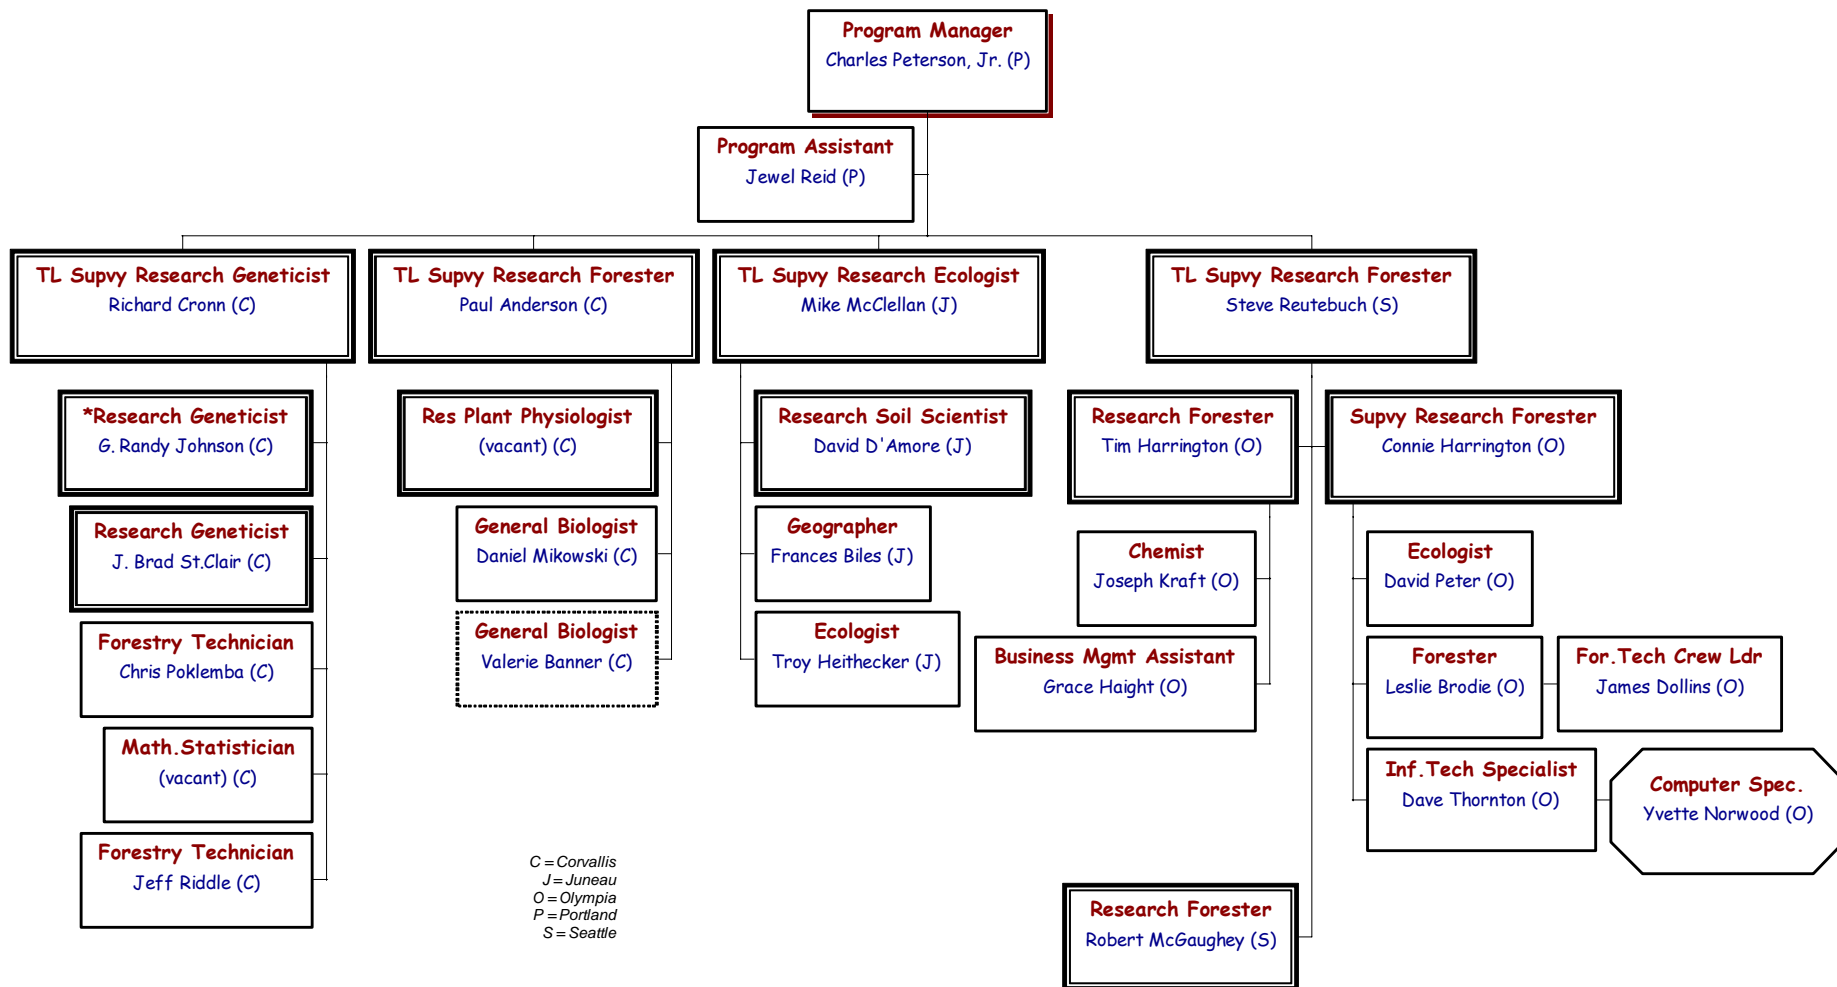 Program Manager
Charles Peterson, Jr. (P)
Program Assistant
Jewel Reid (P)
TL Supvy Research Geneticist
Richard Cronn (C)
TL Supvy Research Forester
Paul Anderson (C)
TL Supvy Research Ecologist
Mike McClellan (J)
TL Supvy Research Forester
Steve Reutebuch (S)
*Research Geneticist
G. Randy Johnson (C)
Research Geneticist
J. Brad St.Clair (C)
Forestry Technician
Chris Poklemba (C)
Math.Statistician
(vacant) (C)
Forestry Technician
Jeff Riddle (C)
Res Plant Physiologist
(vacant) (C)
General Biologist
Daniel Mikowski (C)
General Biologist
Valerie Banner (C)
Research Soil Scientist
David D'Amore (J)
Geographer
Frances Biles (J)
Ecologist
Troy Heithecker (J)
Research Forester
Tim Harrington (O)
Chemist
Joseph Kraft (O)
Business Mgmt Assistant
Grace Haight (O)
Supvy Research Forester
Connie Harrington (O)
Ecologist
David Peter (O)
Forester
Leslie Brodie (O)
For.Tech Crew Ldr
James Dollins (O)
Inf.Tech Specialist
Dave Thornton (O)
Computer Spec.
Yvette Norwood (O)
Research Forester
Robert McGaughey (S)
C = Corvallis
J = Juneau
O = Olympia
P = Portland
S = Seattle